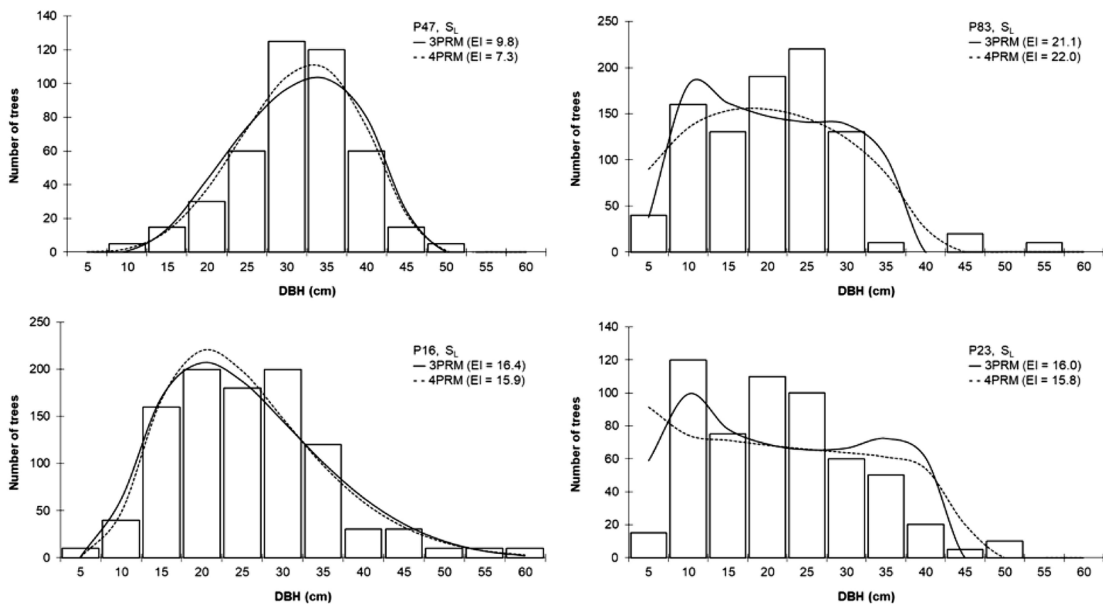 P47, SL
3PRM (EI = 9.8)
4PRM (EI = 7.3)
Number of trees
140
120
100
80
60
40
20
0
5 10 15 20 25 30 35 40 45 50 55 60
DBH (cm)
P83, SL
3PRM (EI = 21.1)
4PRM (EI = 22.0)
Number of trees
250
200
150
100
50
0
5 10 15 20 25 30 35 40 45 50 55 60
DBH (cm)
P16, SL
3PRM (EI = 16.4)
4PRM (EI = 15.9)
Number of trees
250
200
150
100
50
0
5 10 15 20 25 30 35 40 45 50 55 60
DBH (cm)
P23, SL
3PRM (EI = 16.0)
4PRM (EI = 15.8)
Number of trees
140
120
100
80
60
40
20
0
5 10 15 20 25 30 35 40 45 50 55 60
DBH (cm)